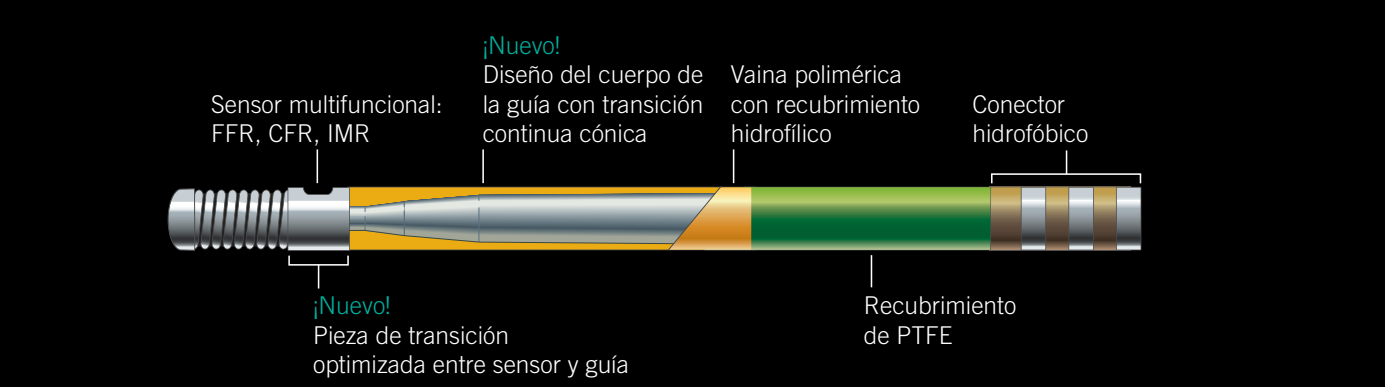 ¡Nuevo!
Diseño del cuerpo de
la guía con transición
continua cónica
Vaina polimérica
con recubrimiento
hidrofílico
Sensor multifuncional:
FFR, CFR, IMR
Conector
hidrofóbico
¡Nuevo!
Pieza de transición
optimizada entre sensor y guía
Recubrimiento
de PTFE